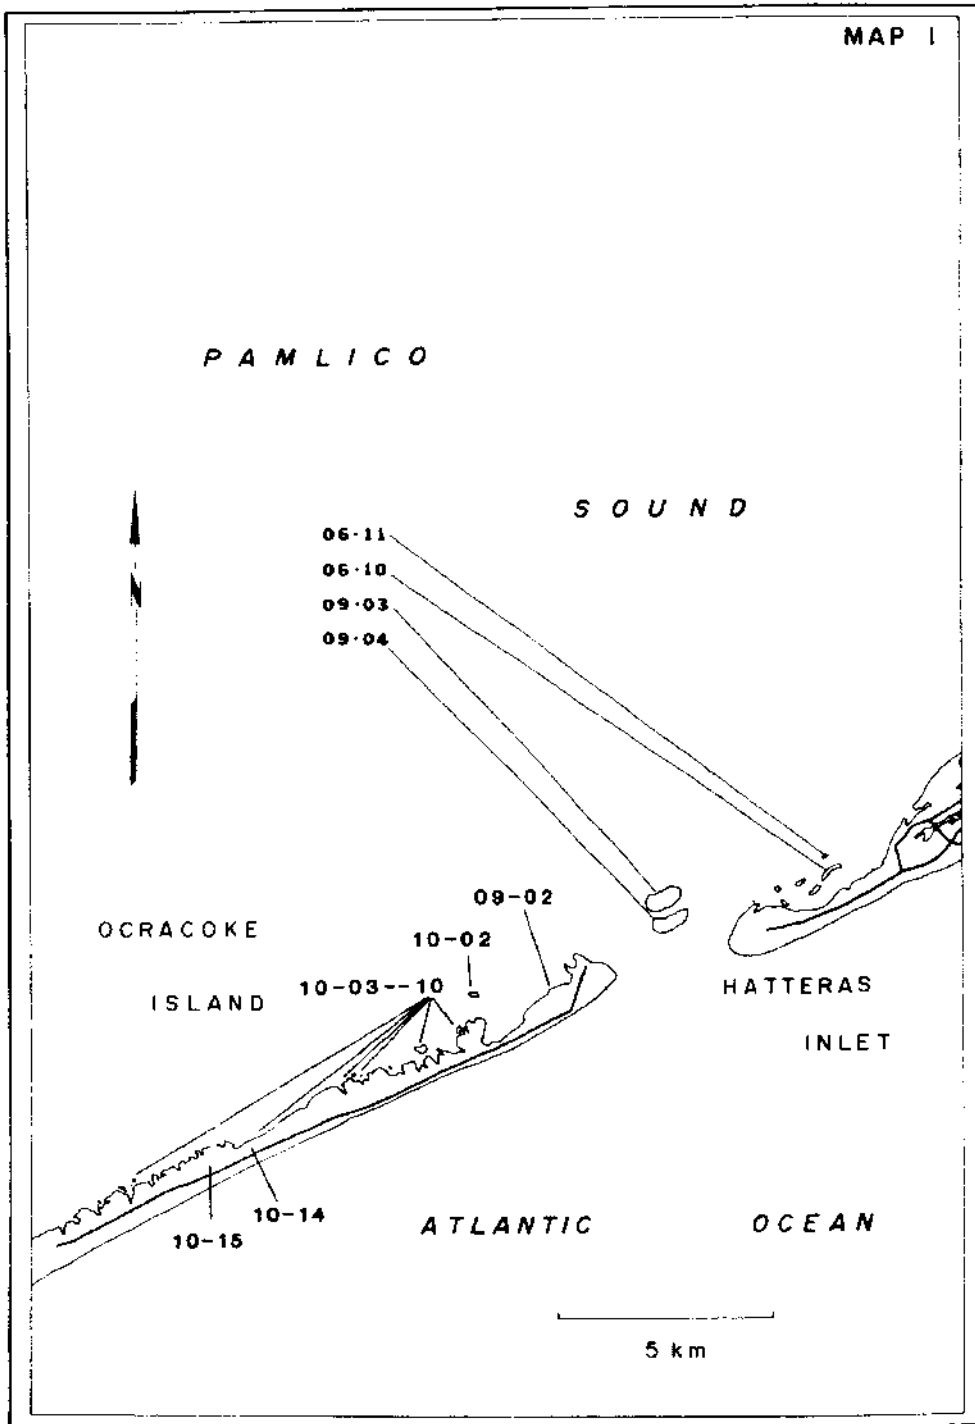 MAP 1
PAMLICO
SOUND
N
06·11
06·10
09·03
09·04
09-02
OCRACOKE
10-02
10-03--10
ISLAND
HATTERAS
INLET
10-14
10-15
ATLANTIC
OCEAN
5 km